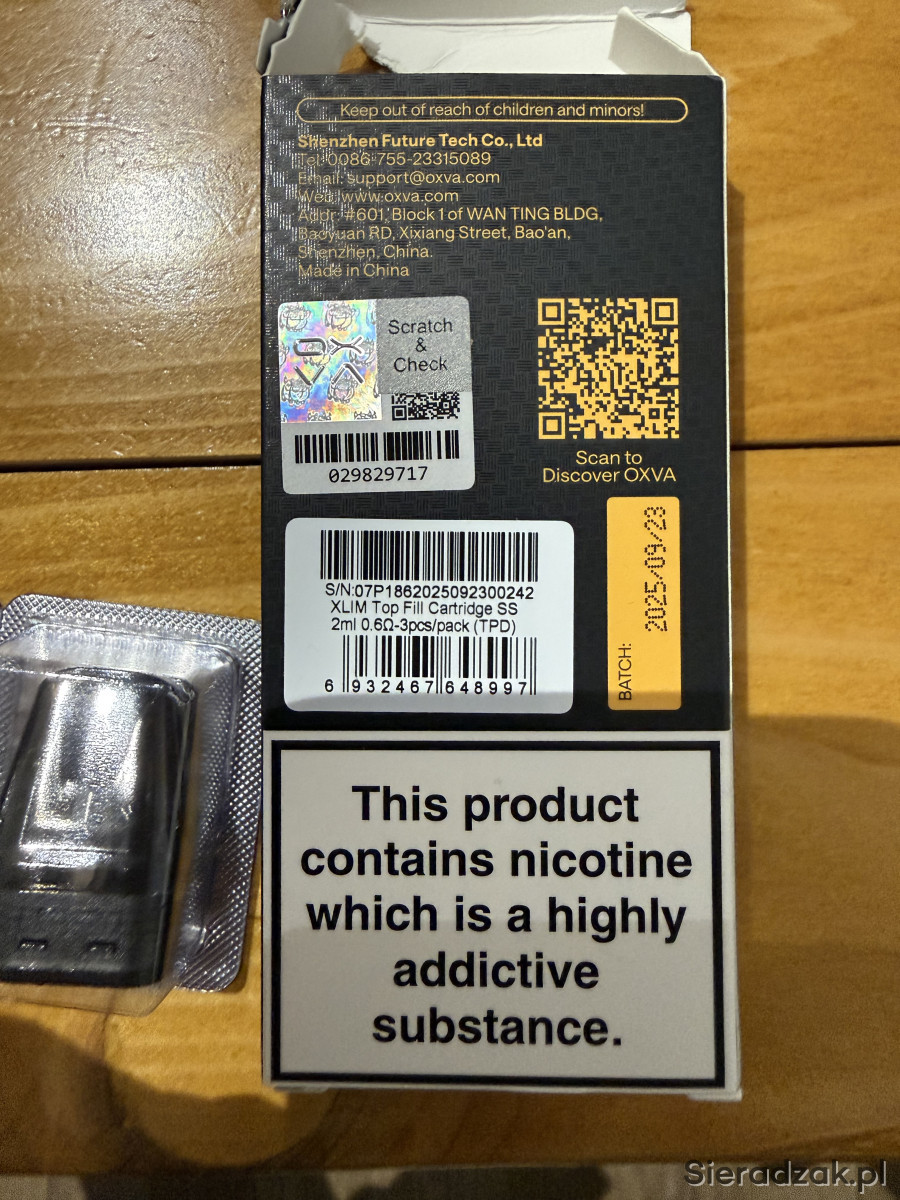 Keep out of reach of children and minors!
Shenzhen Future Tech Co., Ltd
Tel: 0086-755-23315089
Email: support@oxva.com
Web: www.oxva.com
Addr: #601, Block 1 of WAN TING BLDG,
Baoyuan RD, Xixiang Street, Bao'an,
Shenzhen, China.
Made in China
OXVA
Scratch
&
Check
029829717
Scan to
Discover OXVA
S/N:07P1862025092300242
XLIM Top Fill Cartridge SS
2ml 0.6Ω-3pcs/pack (TPD)
6 932467 648997
BATCH: 2025/09/23
This product
contains nicotine
which is a highly
addictive
substance.
Sieradzak.pl